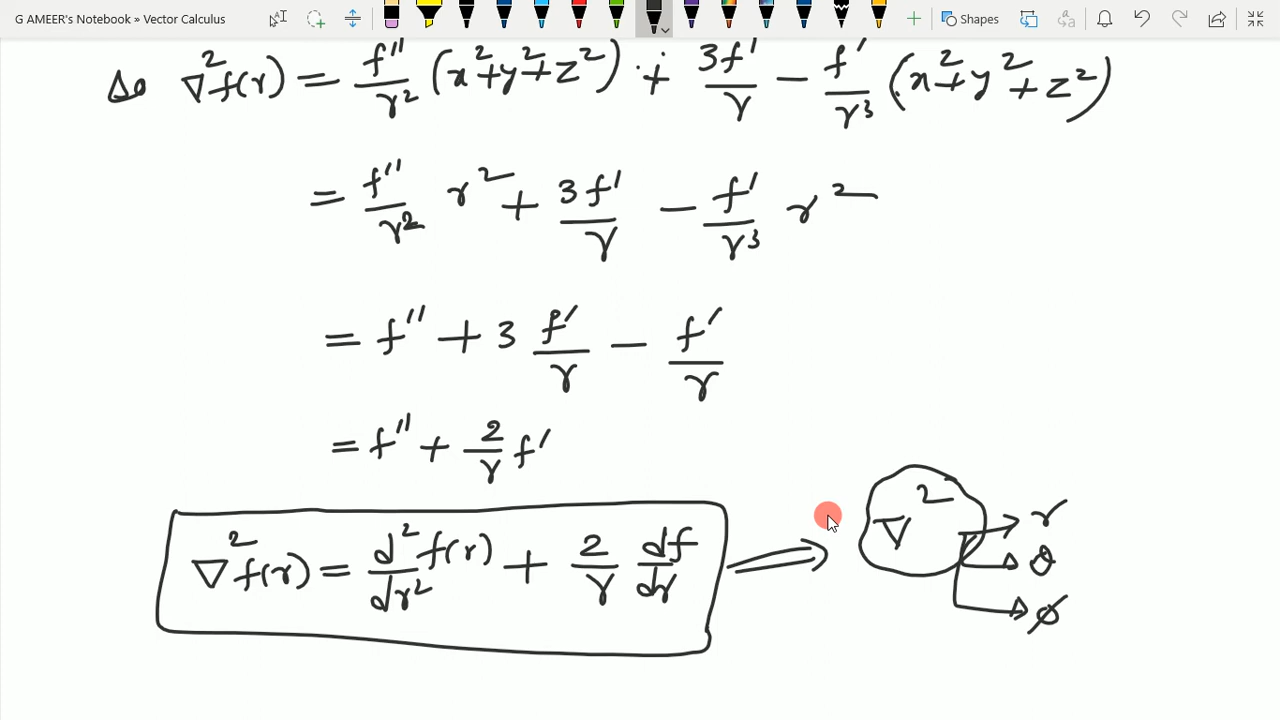 G AMEER's Notebook » Vector Calculus
Shapes
So ∇²f(r) = f''/r² (x²+y²+z²) + 3f'/r − f'/r³ (x²+y²+z²)
= f''/r² r² + 3f'/r − f'/r³ r²
= f'' + 3 f'/r − f'/r
= f'' + 2/r f'
∇²f(r) = d²f(r)/dr² + 2/r df/dr ⟹ ∇² → r
→ θ
→ ϕ